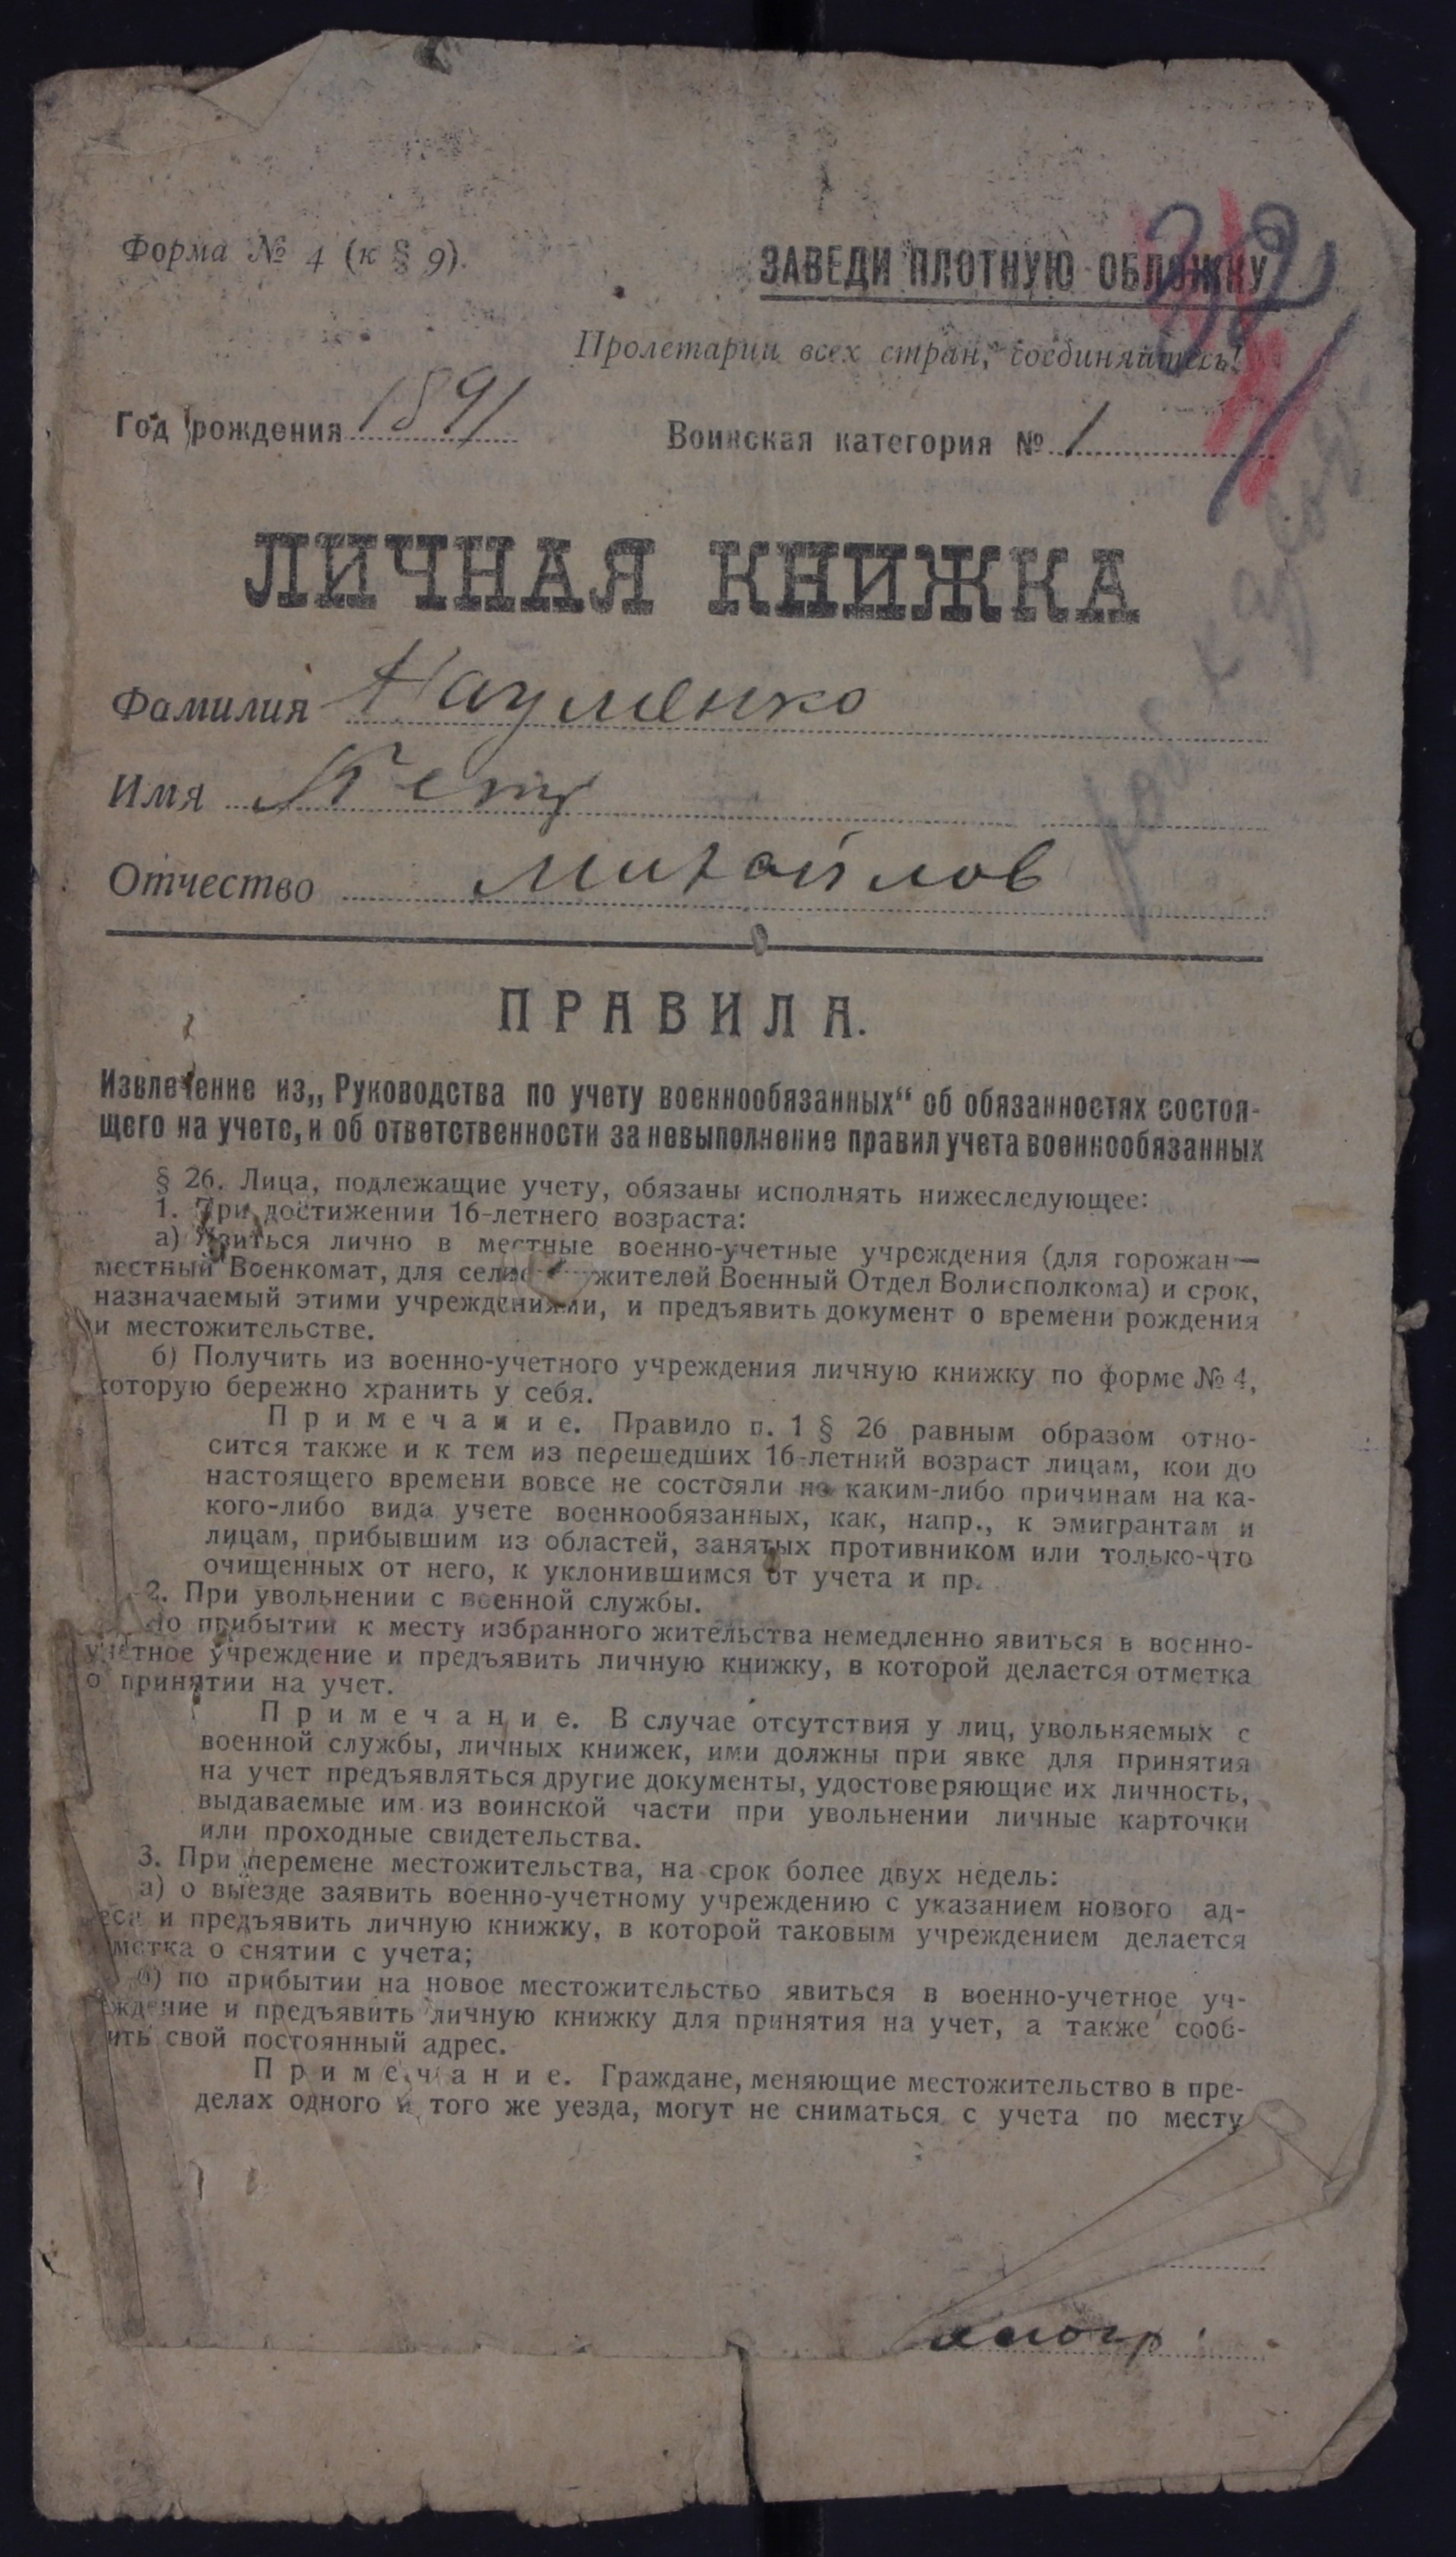 Форма № 4 (к § 9).
ЗАВЕДИ ПЛОТНУЮ ОБЛОЖКУ
Пролетарии всех стран, соединяйтесь!
Год рождения 1891
Воинская категория № 1
ЛИЧНАЯ КНИЖКА
Фамилия Науменко
Имя Петр
Отчество Михайлов
ПРАВИЛА.
Извлечение из „Руководства по учету военнообязанных“ об обязанностях состоя-
щего на учете, и об ответственности за невыполнение правил учета военнообязанных
§ 26. Лица, подлежащие учету, обязаны исполнять нижеследующее:
1. При достижении 16-летнего возраста:
а) Явиться лично в местные военно-учетные учреждения (для горожан—
местный Военкомат, для жителей Военный Отдел Волисполкома) и срок,
назначаемый этими учреждениями, и предъявить документ о времени рождения
и местожительстве.
б) Получить из военно-учетного учреждения личную книжку по форме № 4,
которую бережно хранить у себя.
Примечание. Правило п. 1 § 26 равным образом отно-
сится также и к тем из перешедших 16-летний возраст лицам, кои до
настоящего времени вовсе не состояли по каким-либо причинам на ка-
кого-либо вида учете военнообязанных, как, напр., к эмигрантам и
лицам, прибывшим из областей, занятых противником или только-что
очищенных от него, к уклонившимся от учета и пр.
2. При увольнении с военной службы.
По прибытии к месту избранного жительства немедленно явиться в военно-
учетное учреждение и предъявить личную книжку, в которой делается отметка
о принятии на учет.
Примечание. В случае отсутствия у лиц, увольняемых с
военной службы, личных книжек, ими должны при явке для принятия
на учет предъявляться другие документы, удостоверяющие их личность,
выдаваемые им из воинской части при увольнении личные карточки
или проходные свидетельства.
3. При перемене местожительства, на срок более двух недель:
а) о выезде заявить военно-учетному учреждению с указанием нового ад-
реса и предъявить личную книжку, в которой таковым учреждением делается
отметка о снятии с учета;
б) по прибытии на новое местожительство явиться в военно-учетное уч-
реждение и предъявить личную книжку для принятия на учет, а также сооб-
щить свой постоянный адрес.
Примечание. Граждане, меняющие местожительство в пре-
делах одного и того же уезда, могут не сниматься с учета по месту